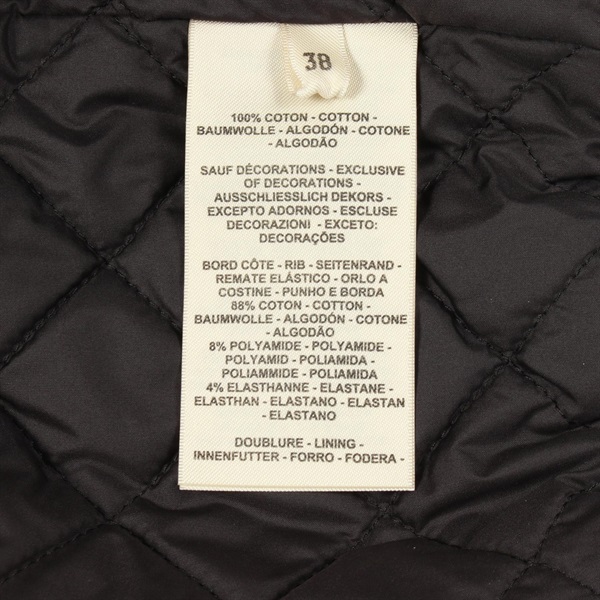 38
100% COTON - COTTON -
BAUMWOLLE - ALGODÓN - COTONE
- ALGODÃO
SAUF DÉCORATIONS - EXCLUSIVE
OF DECORATIONS -
AUSSCHLIESSLICH DEKORS -
EXCEPTO ADORNOS - ESCLUSE
DECORAZIONI - EXCETO:
DECORAÇÕES
BORD CÔTE - RIB - SEITENRAND -
REMATE ELÁSTICO - ORLO A
COSTINE - PUNHO E BORDA
88% COTON - COTTON -
BAUMWOLLE - ALGODÓN - COTONE
- ALGODÃO
8% POLYAMIDE - POLYAMIDE -
POLYAMID - POLIAMIDA -
POLIAMMIDE - POLIAMIDA
4% ELASTHANNE - ELASTANE -
ELASTHAN - ELASTANO - ELASTAN
- ELASTANO
DOUBLURE - LINING -
INNENFUTTER - FORRO - FODERA -